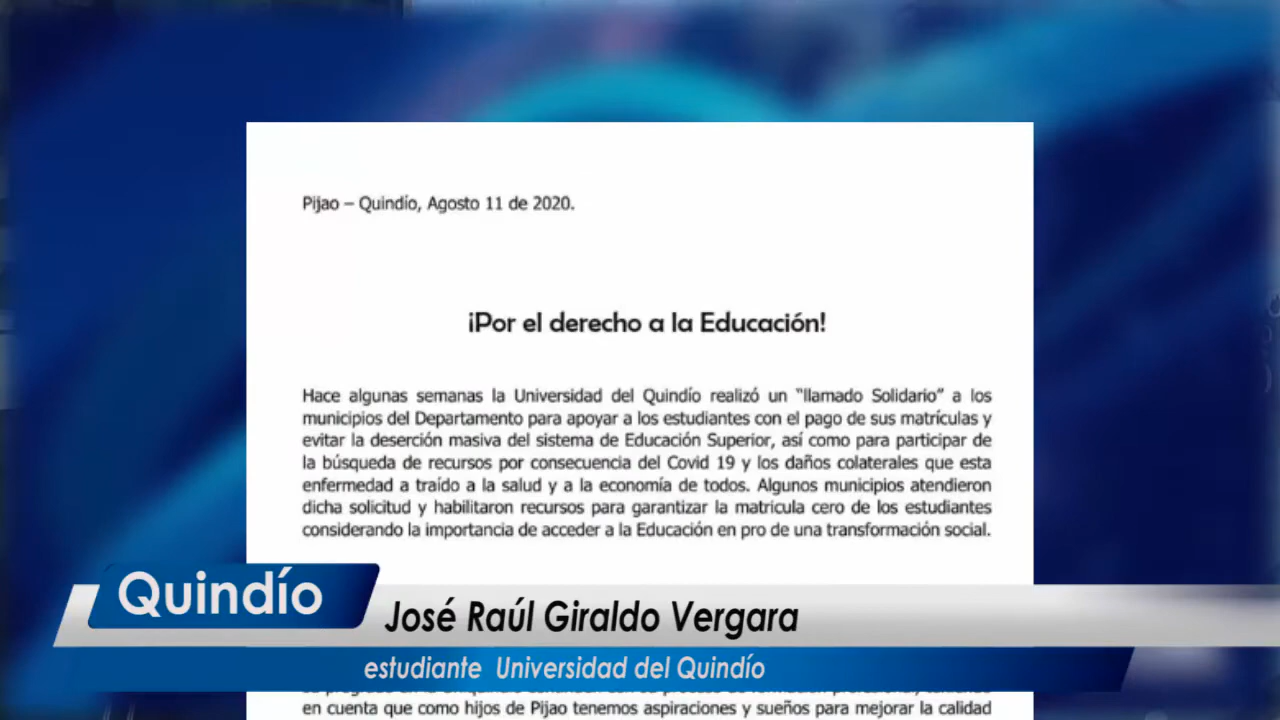 Pijao – Quindío, Agosto 11 de 2020.
¡Por el derecho a la Educación!
Hace algunas semanas la Universidad del Quindío realizó un “llamado Solidario” a los
municipios del Departamento para apoyar a los estudiantes con el pago de sus matrículas y
evitar la deserción masiva del sistema de Educación Superior, así como para participar de
la búsqueda de recursos por consecuencia del Covid 19 y los daños colaterales que esta
enfermedad a traído a la salud y a la economía de todos. Algunos municipios atendieron
dicha solicitud y habilitaron recursos para garantizar la matricula cero de los estudiantes
considerando la importancia de acceder a la Educación en pro de una transformación social.
Quindío
José Raúl Giraldo Vergara
estudiante Universidad del Quindío
en cuenta que como hijos de Pijao tenemos aspiraciones y sueños para mejorar la calidad